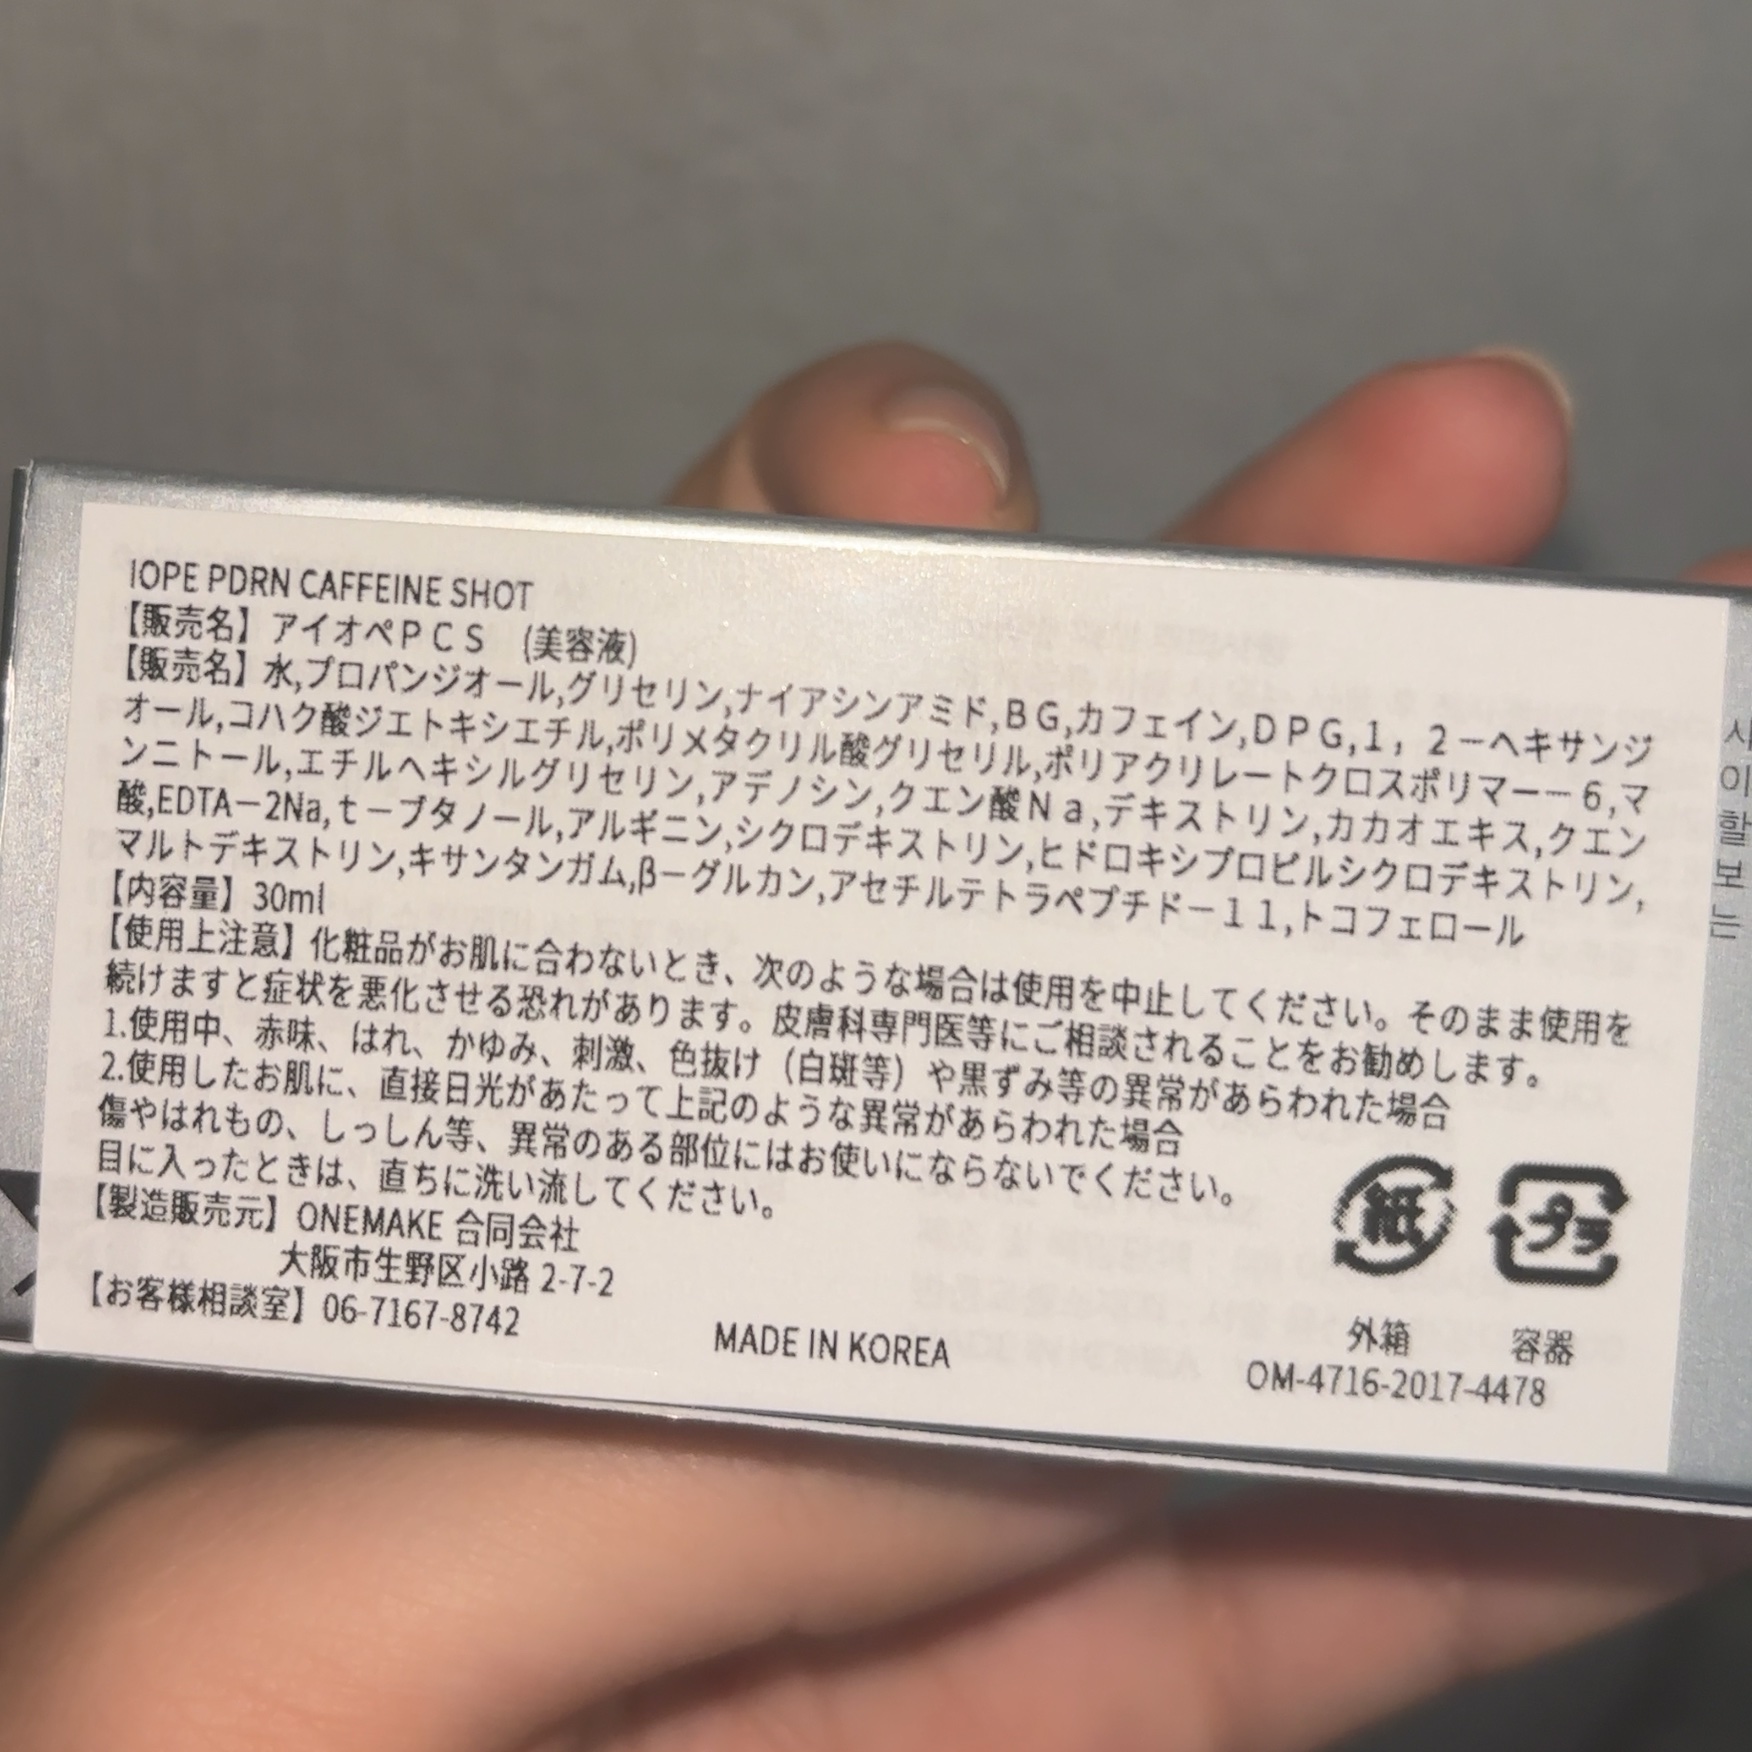 IOPE PDRN CAFFEINE SHOT
【販売名】アイオペＰＣＳ (美容液)
【販売名】水,プロパンジオール,グリセリン,ナイアシンアミド,ＢＧ,カフェイン,ＤＰＧ,１，２－ヘキサンジ
オール,コハク酸ジエトキシエチル,ポリメタクリル酸グリセリル,ポリアクリレートクロスポリマー－６,マ
ンニトール,エチルヘキシルグリセリン,アデノシン,クエン酸Ｎａ,デキストリン,カカオエキス,クエン
酸,EDTA－2Na,ｔ－ブタノール,アルギニン,シクロデキストリン,ヒドロキシプロピルシクロデキストリン,
マルトデキストリン,キサンタンガム,β－グルカン,アセチルテトラペプチド－１１,トコフェロール
【内容量】30ml
【使用上注意】化粧品がお肌に合わないとき、次のような場合は使用を中止してください。そのまま使用を
続けますと症状を悪化させる恐れがあります。皮膚科専門医等にご相談されることをお勧めします。
1.使用中、赤味、はれ、かゆみ、刺激、色抜け（白斑等）や黒ずみ等の異常があらわれた場合
2.使用したお肌に、直接日光があたって上記のような異常があらわれた場合
傷やはれもの、しっしん等、異常のある部位にはお使いにならないでください。
目に入ったときは、直ちに洗い流してください。
【製造販売元】ONEMAKE 合同会社
大阪市生野区小路 2-7-2
【お客様相談室】06-7167-8742
MADE IN KOREA
紙 プラ
外箱 容器
OM-4716-2017-4478
시
이
할
보
는